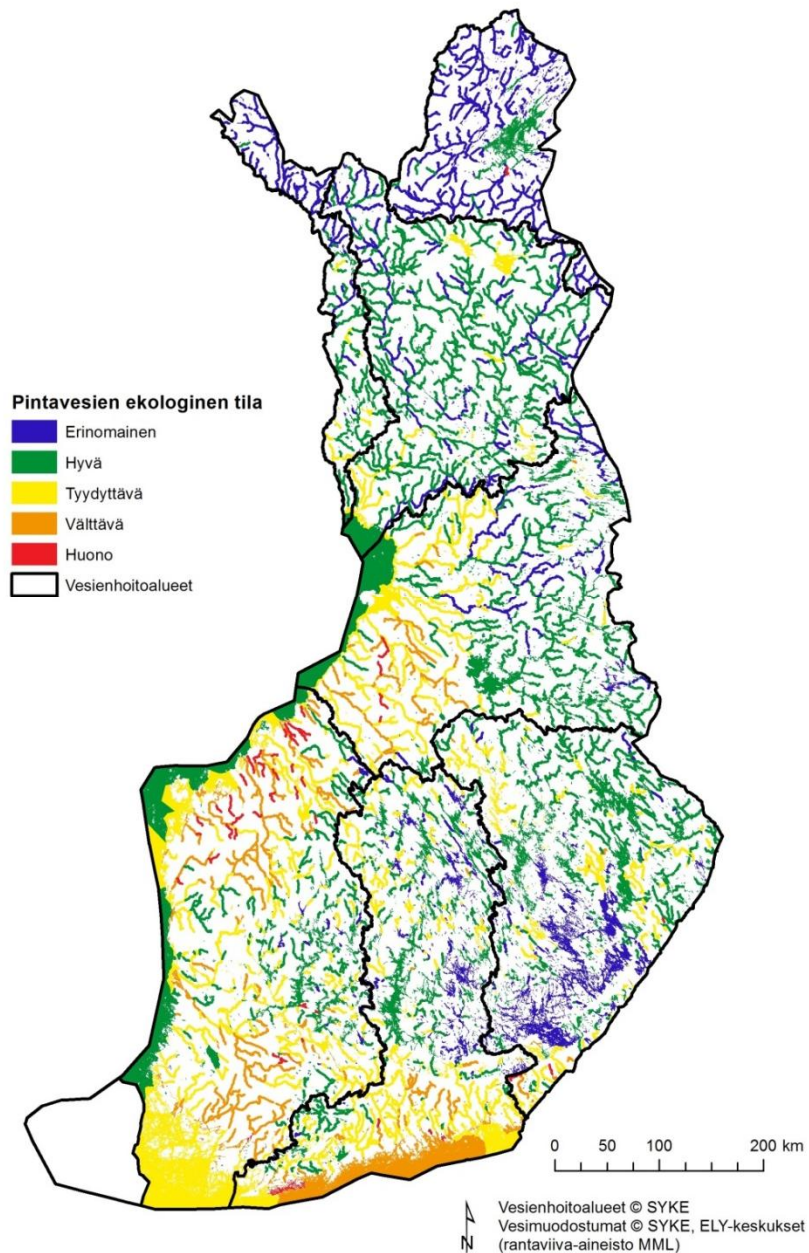 Pintavesien ekologinen tila
Erinomainen
Hyvä
Tyydyttävä
Välttävä
Huono
Vesienhoitoalueet
0 50 100 200 km
N
Vesienhoitoalueet © SYKE
Vesimuodostumat © SYKE, ELY-keskukset
(rantaviiva-aineisto MML)